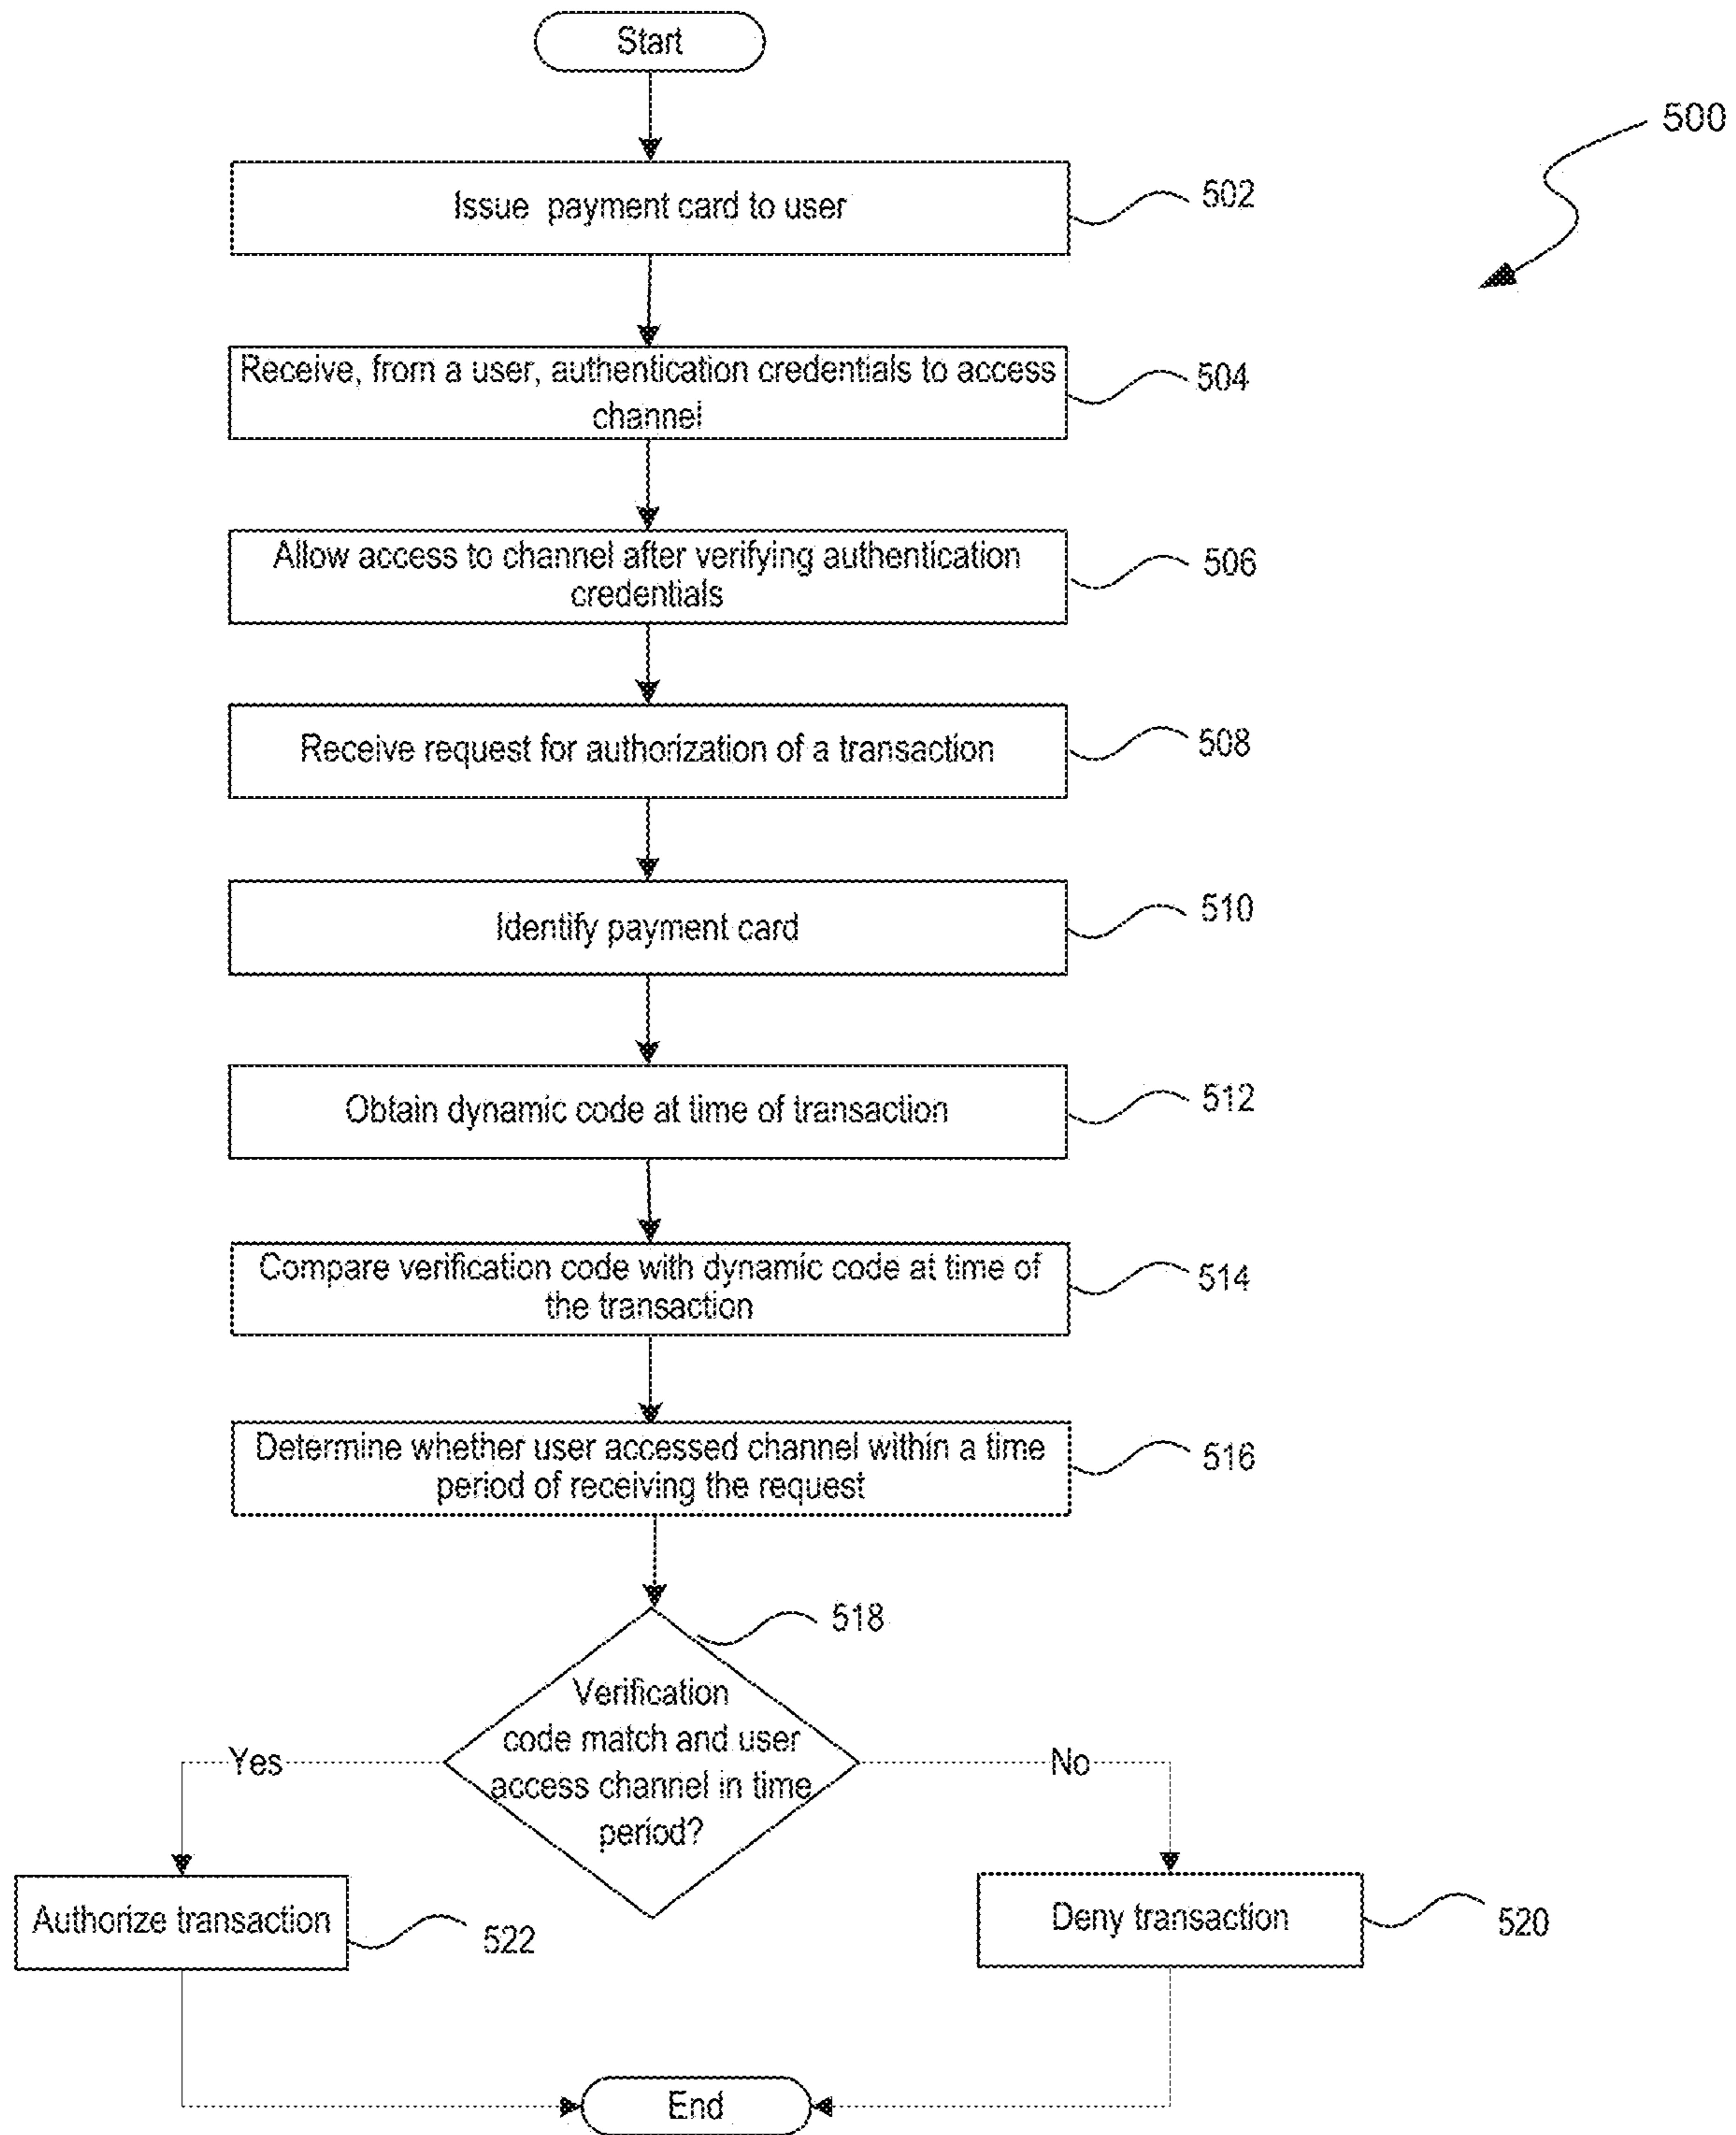 Start
500
Issue payment card to user
502
Receive, from a user, authentication credentials to access
channel
504
Allow access to channel after verifying authentication
credentials
506
Receive request for authorization of a transaction
508
Identify payment card
510
Obtain dynamic code at time of transaction
512
Compare verification code with dynamic code at time of
the transaction
514
Determine whether user accessed channel within a time
period of receiving the request
516
518
Verification
code match and user
access channel in time
period?
Yes
No
Authorize transaction
522
Deny transaction
520
End